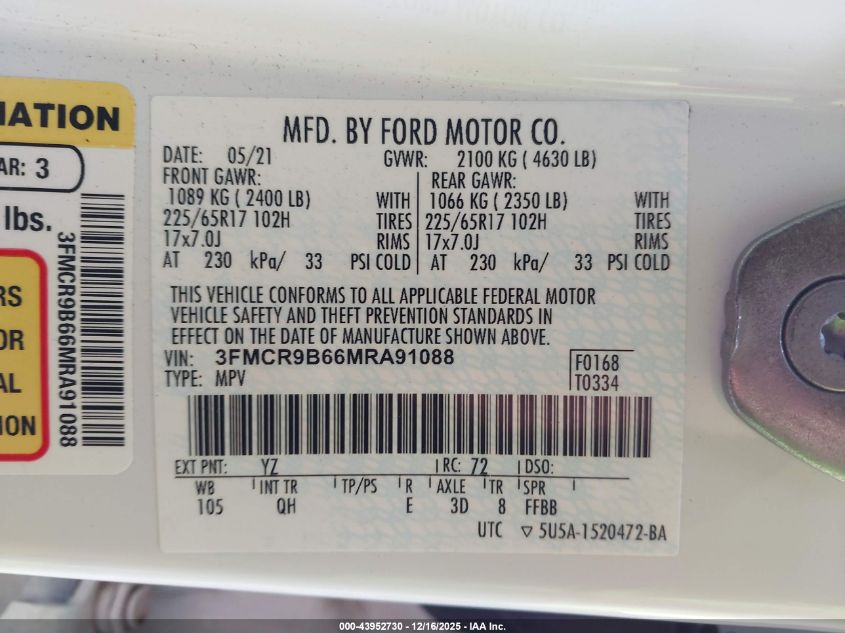 MATION
AR: 3
lbs.
3FMCR9B66MRA91088
RS
OR
AL
ION
MFD. BY FORD MOTOR CO.
DATE: 05/21 GVWR: 2100 KG ( 4630 LB)
FRONT GAWR: REAR GAWR:
1089 KG ( 2400 LB) WITH 1066 KG ( 2350 LB) WITH
225/65R17 102H TIRES 225/65R17 102H TIRES
17x7.0J RIMS 17x7.0J RIMS
AT 230 kPa/ 33 PSI COLD AT 230 kPa/ 33 PSI COLD
THIS VEHICLE CONFORMS TO ALL APPLICABLE FEDERAL MOTOR
VEHICLE SAFETY AND THEFT PREVENTION STANDARDS IN
EFFECT ON THE DATE OF MANUFACTURE SHOWN ABOVE.
VIN: 3FMCR9B66MRA91088 F0168
TYPE: MPV T0334
EXT PNT: YZ RC: 72 DSO:
WB INT TR TP/PS R AXLE TR SPR
105 QH E 3D 8 FFBB
UTC ▽ 5U5A-1520472-BA
000-43952730 - 12/16/2025 - IAA Inc.